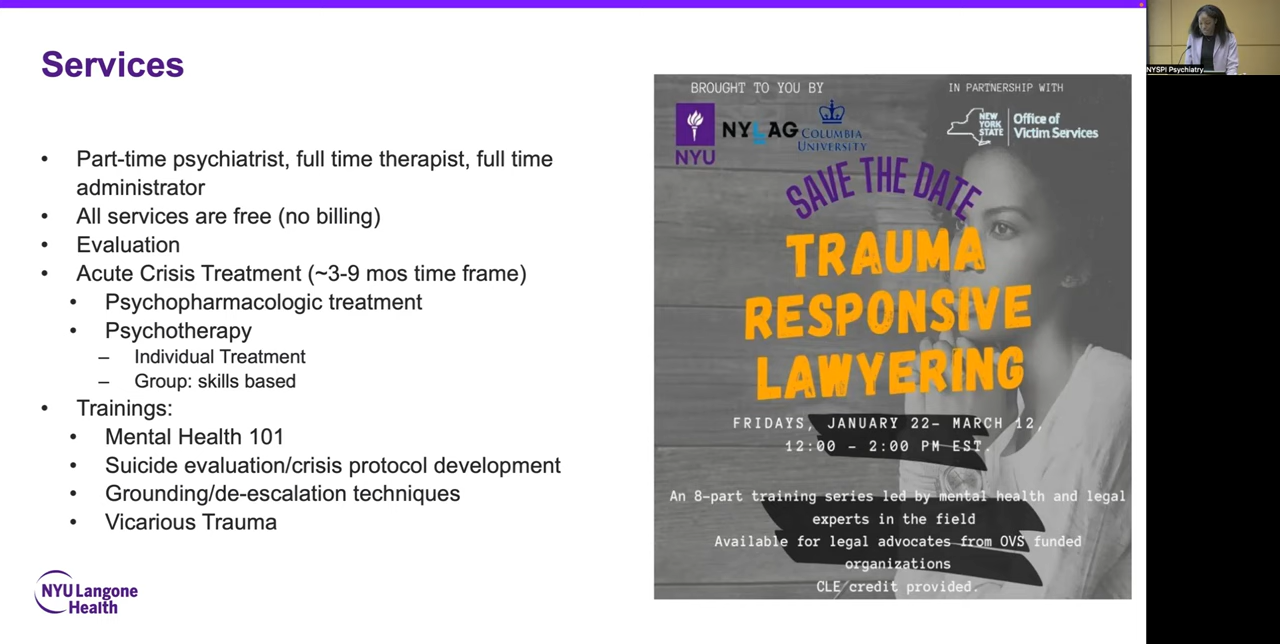 Services
• Part-time psychiatrist, full time therapist, full time
administrator
• All services are free (no billing)
• Evaluation
• Acute Crisis Treatment (~3-9 mos time frame)
• Psychopharmacologic treatment
• Psychotherapy
– Individual Treatment
– Group: skills based
• Trainings:
• Mental Health 101
• Suicide evaluation/crisis protocol development
• Grounding/de-escalation techniques
• Vicarious Trauma
NYU Langone
Health
BROUGHT TO YOU BY
IN PARTNERSHIP WITH
NYU
NYLAG
COLUMBIA
UNIVERSITY
NEW
YORK
STATE
Office of
Victim Services
SAVE THE DATE
TRAUMA
RESPONSIVE
LAWYERING
FRIDAYS, JANUARY 22- MARCH 12,
12:00 - 2:00 PM EST.
An 8-part training series led by mental health and legal
experts in the field
Available for legal advocates from OVS funded
organizations
CLE credit provided.
NYSPI Psychiatry